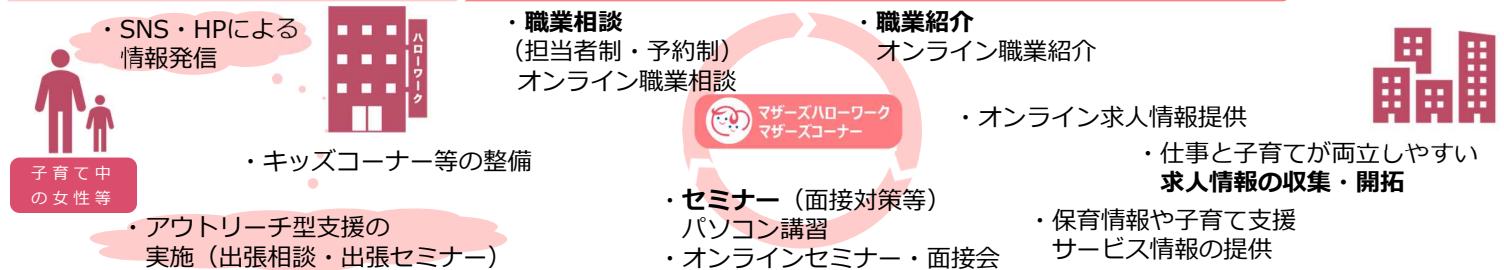 ・SNS・HPによる
情報発信
ハローワーク
子育て中
の女性等
・キッズコーナー等の整備
・アウトリーチ型支援の
実施（出張相談・出張セミナー）
・職業相談
（担当者制・予約制）
オンライン職業相談
・職業紹介
オンライン職業紹介
マザーズハローワーク
マザーズコーナー
・セミナー（面接対策等）
パソコン講習
・オンラインセミナー・面接会
・オンライン求人情報提供
・仕事と子育てが両立しやすい
求人情報の収集・開拓
・保育情報や子育て支援
サービス情報の提供